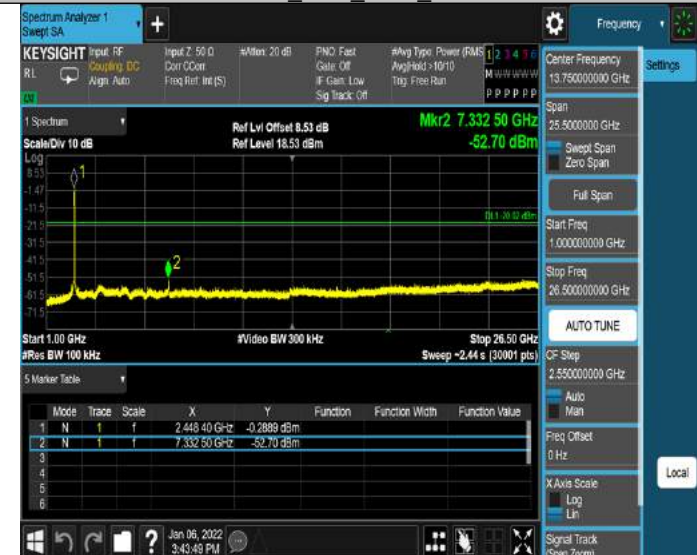 Spectrum Analyzer 1
Swept SA
+
Frequency
KEYSIGHT
RL
Input: RF
Coupling: DC
Align: Auto
Input Z: 50 Ω
Corr CCorr
Freq Ref: Int (S)
#Atten: 20 dB
PNO: Fast
Gate: Off
IF Gain: Low
Sig Track: Off
#Avg Type: Power (RMS
Avg|Hold:>10/10
Trig: Free Run
1 2 3 4 5 6
M W W W W W
P P P P P P
1 Spectrum
Scale/Div 10 dB
Ref Lvl Offset 8.53 dB
Ref Level 18.53 dBm
Mkr2 7.332 50 GHz
-52.70 dBm
Log
8.53
-1.47
-11.5
-21.5
-31.5
-41.5
-51.5
-61.5
-71.5
1
2
Start 1.00 GHz
#Res BW 100 kHz
#Video BW 300 kHz
Stop 26.50 GHz
Sweep ~2.44 s (30001 pts)
5 Marker Table
Mode Trace Scale X Y Function Function Width Function Value
1 N 1 f 2.448 40 GHz -0.2889 dBm
2 N 1 f 7.332 50 GHz -52.70 dBm
3
4
5
6
Center Frequency
13.750000000 GHz
Settings
Span
25.5000000 GHz
Swept Span
Zero Span
Full Span
Start Freq
1.000000000 GHz
Stop Freq
26.500000000 GHz
AUTO TUNE
CF Step
2.550000000 GHz
Auto
Man
Freq Offset
0 Hz
X Axis Scale
Log
Lin
Local
Signal Track
(Span Zoom)
?
Jan 06, 2022
3:43:49 PM